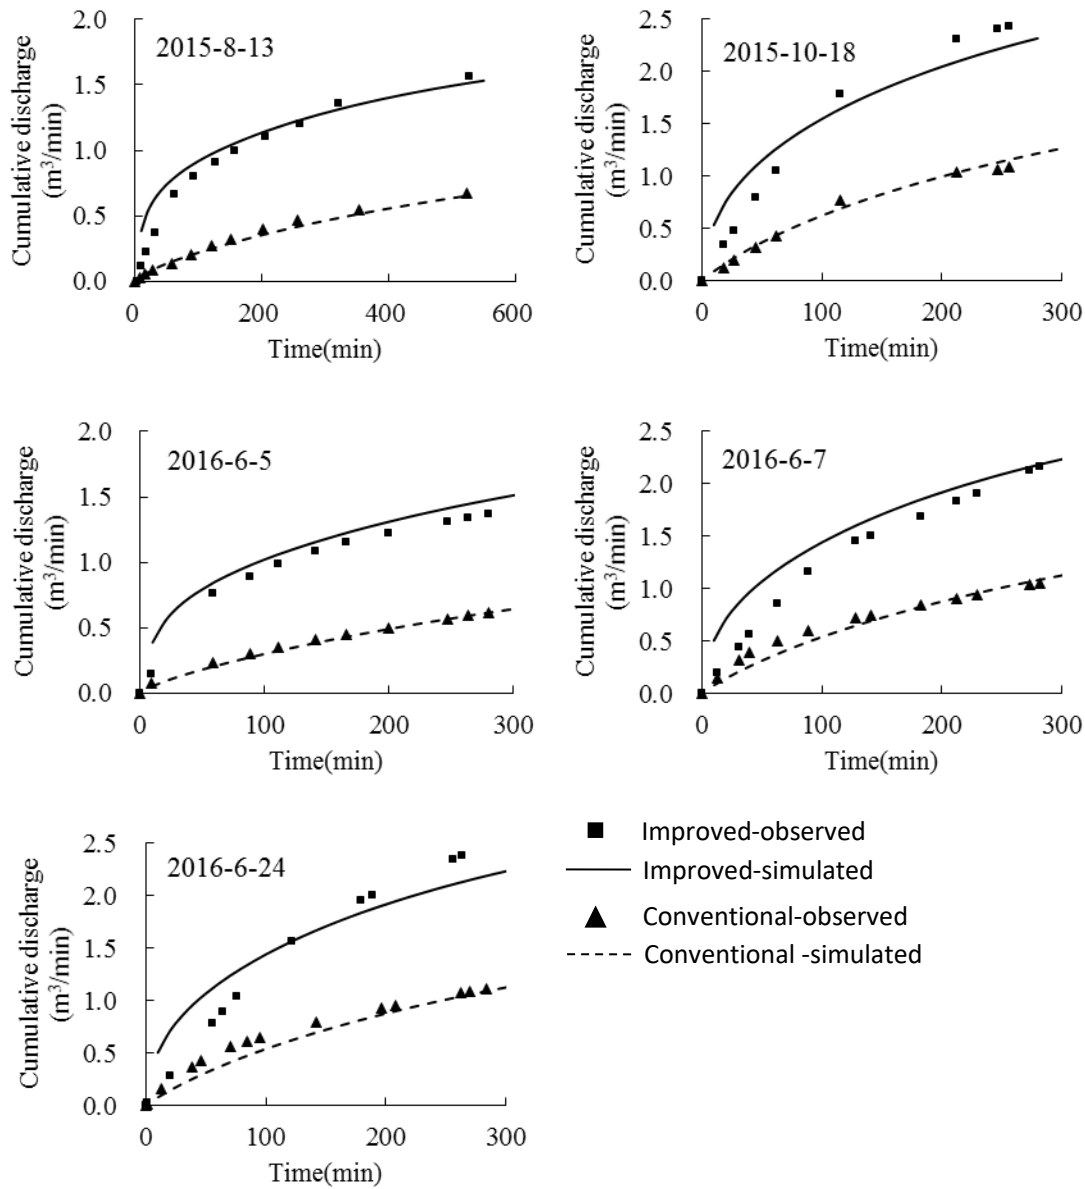 2015-8-13
Cumulative discharge
(m³/min)
2.0
1.5
1.0
0.5
0.0
0 200 400 600
Time(min)
2015-10-18
Cumulative discharge
(m³/min)
2.5
2.0
1.5
1.0
0.5
0.0
0 100 200 300
Time(min)
2016-6-5
Cumulative discharge
(m³/min)
2.0
1.5
1.0
0.5
0.0
0 100 200 300
Time(min)
2016-6-7
Cumulative discharge
(m³/min)
2.5
2.0
1.5
1.0
0.5
0.0
0 100 200 300
Time(min)
2016-6-24
Cumulative discharge
(m³/min)
2.5
2.0
1.5
1.0
0.5
0.0
0 100 200 300
Time(min)
Improved-observed
Improved-simulated
Conventional-observed
Conventional -simulated